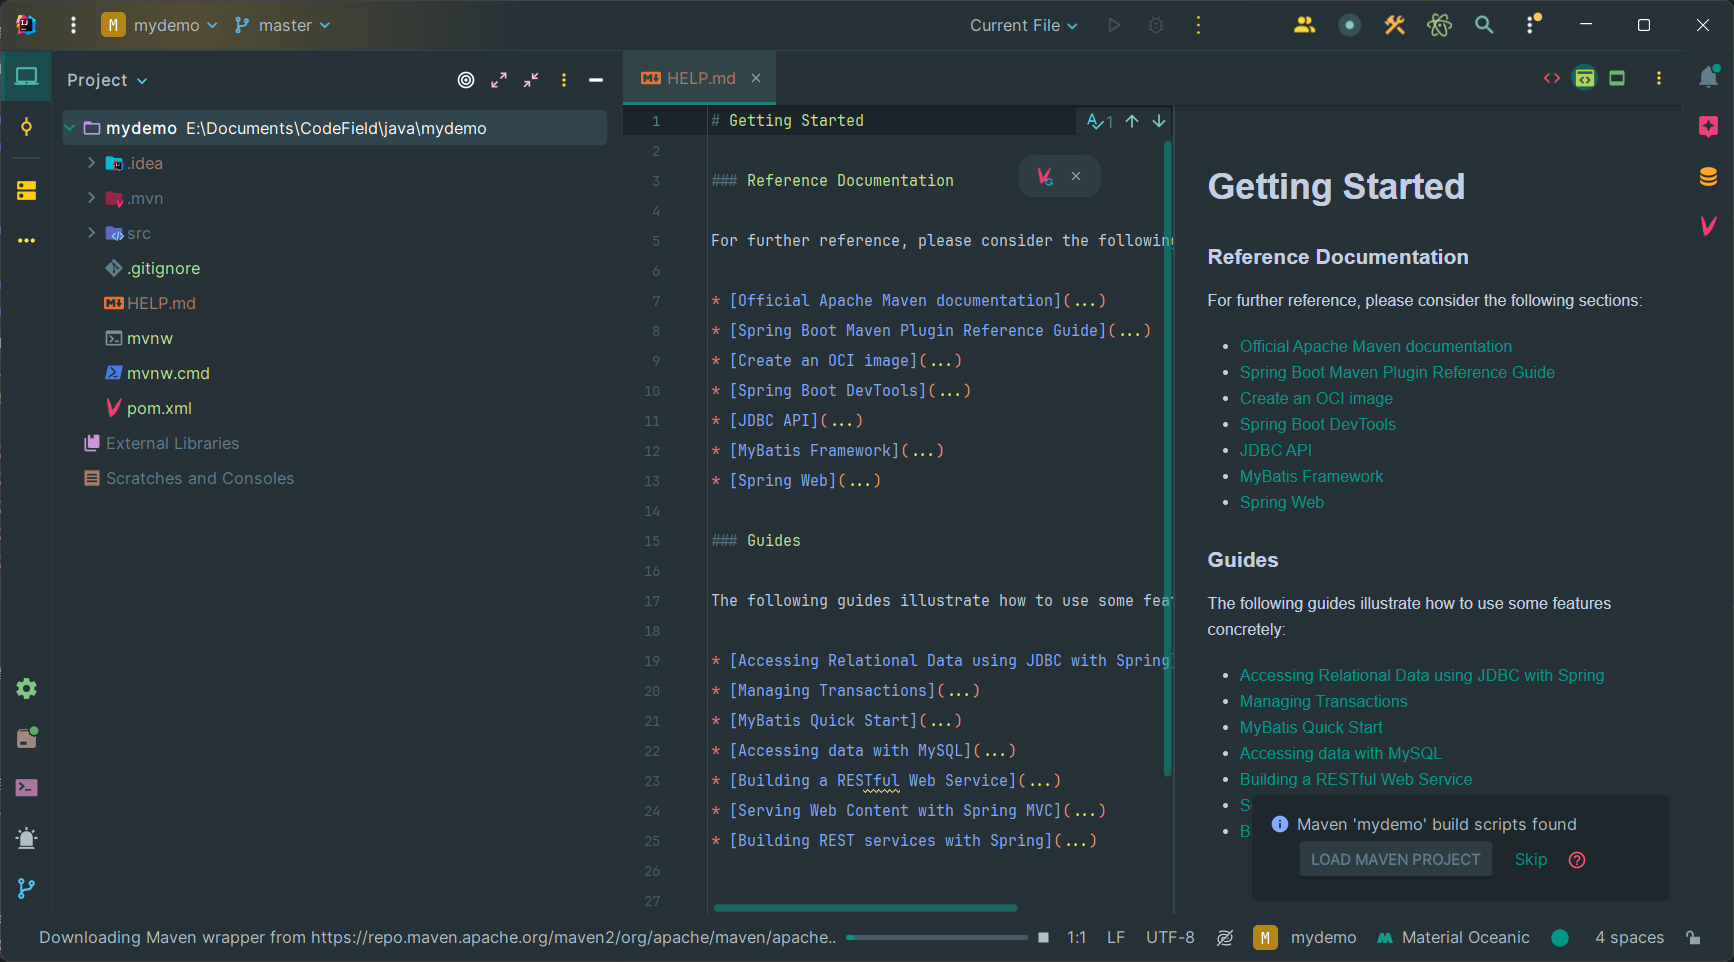 M mydemo master Current File
Project
HELP.md
mydemo E:\Documents\CodeField\java\mydemo
.idea
.mvn
src
.gitignore
HELP.md
mvnw
mvnw.cmd
pom.xml
External Libraries
Scratches and Consoles
1 # Getting Started
1
2
3 ### Reference Documentation
4
5 For further reference, please consider the following
6
7 * [Official Apache Maven documentation](...)
8 * [Spring Boot Maven Plugin Reference Guide](...)
9 * [Create an OCI image](...)
10 * [Spring Boot DevTools](...)
11 * [JDBC API](...)
12 * [MyBatis Framework](...)
13 * [Spring Web](...)
14
15 ### Guides
16
17 The following guides illustrate how to use some fea
18
19 * [Accessing Relational Data using JDBC with Spring]
20 * [Managing Transactions](...)
21 * [MyBatis Quick Start](...)
22 * [Accessing data with MySQL](...)
23 * [Building a RESTful Web Service](...)
24 * [Serving Web Content with Spring MVC](...)
25 * [Building REST services with Spring](...)
26
27
Getting Started
Reference Documentation
For further reference, please consider the following sections:
• Official Apache Maven documentation
• Spring Boot Maven Plugin Reference Guide
• Create an OCI image
• Spring Boot DevTools
• JDBC API
• MyBatis Framework
• Spring Web
Guides
The following guides illustrate how to use some features
concretely:
• Accessing Relational Data using JDBC with Spring
• Managing Transactions
• MyBatis Quick Start
• Accessing data with MySQL
• Building a RESTful Web Service
Maven 'mydemo' build scripts found
LOAD MAVEN PROJECT Skip
Downloading Maven wrapper from https://repo.maven.apache.org/maven2/org/apache/maven/apache.. 1:1 LF UTF-8 M mydemo Material Oceanic 4 spaces